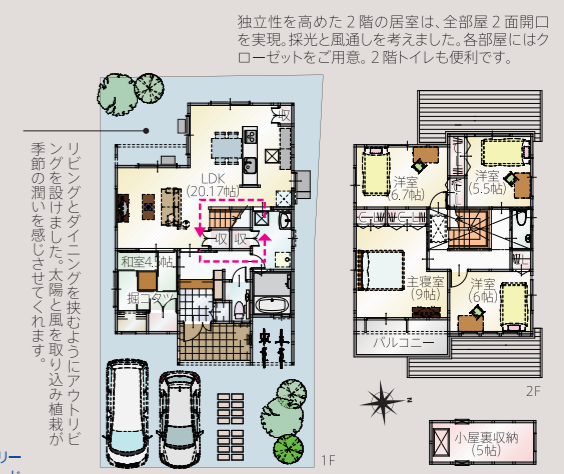 独立性を高めた2階の居室は、全部屋2面開口
を実現。採光と風通しを考えました。各部屋にはク
ローゼットをご用意。2階トイレも便利です。
リビングとダイニングを挟むようにアウトリビ
ングを設けました。太陽と風を取り込み植栽が
季節の潤いを感じさせてくれます。
収
LDK
(20.17帖)
収 収
和室4.5帖
掘コタツ
1F
洋室
(6.7帖)
洋室
(5.5帖)
主寝室
(9帖)
洋室
(6帖)
バルコニー
2F
N
小屋裏収納
(5帖)
リー